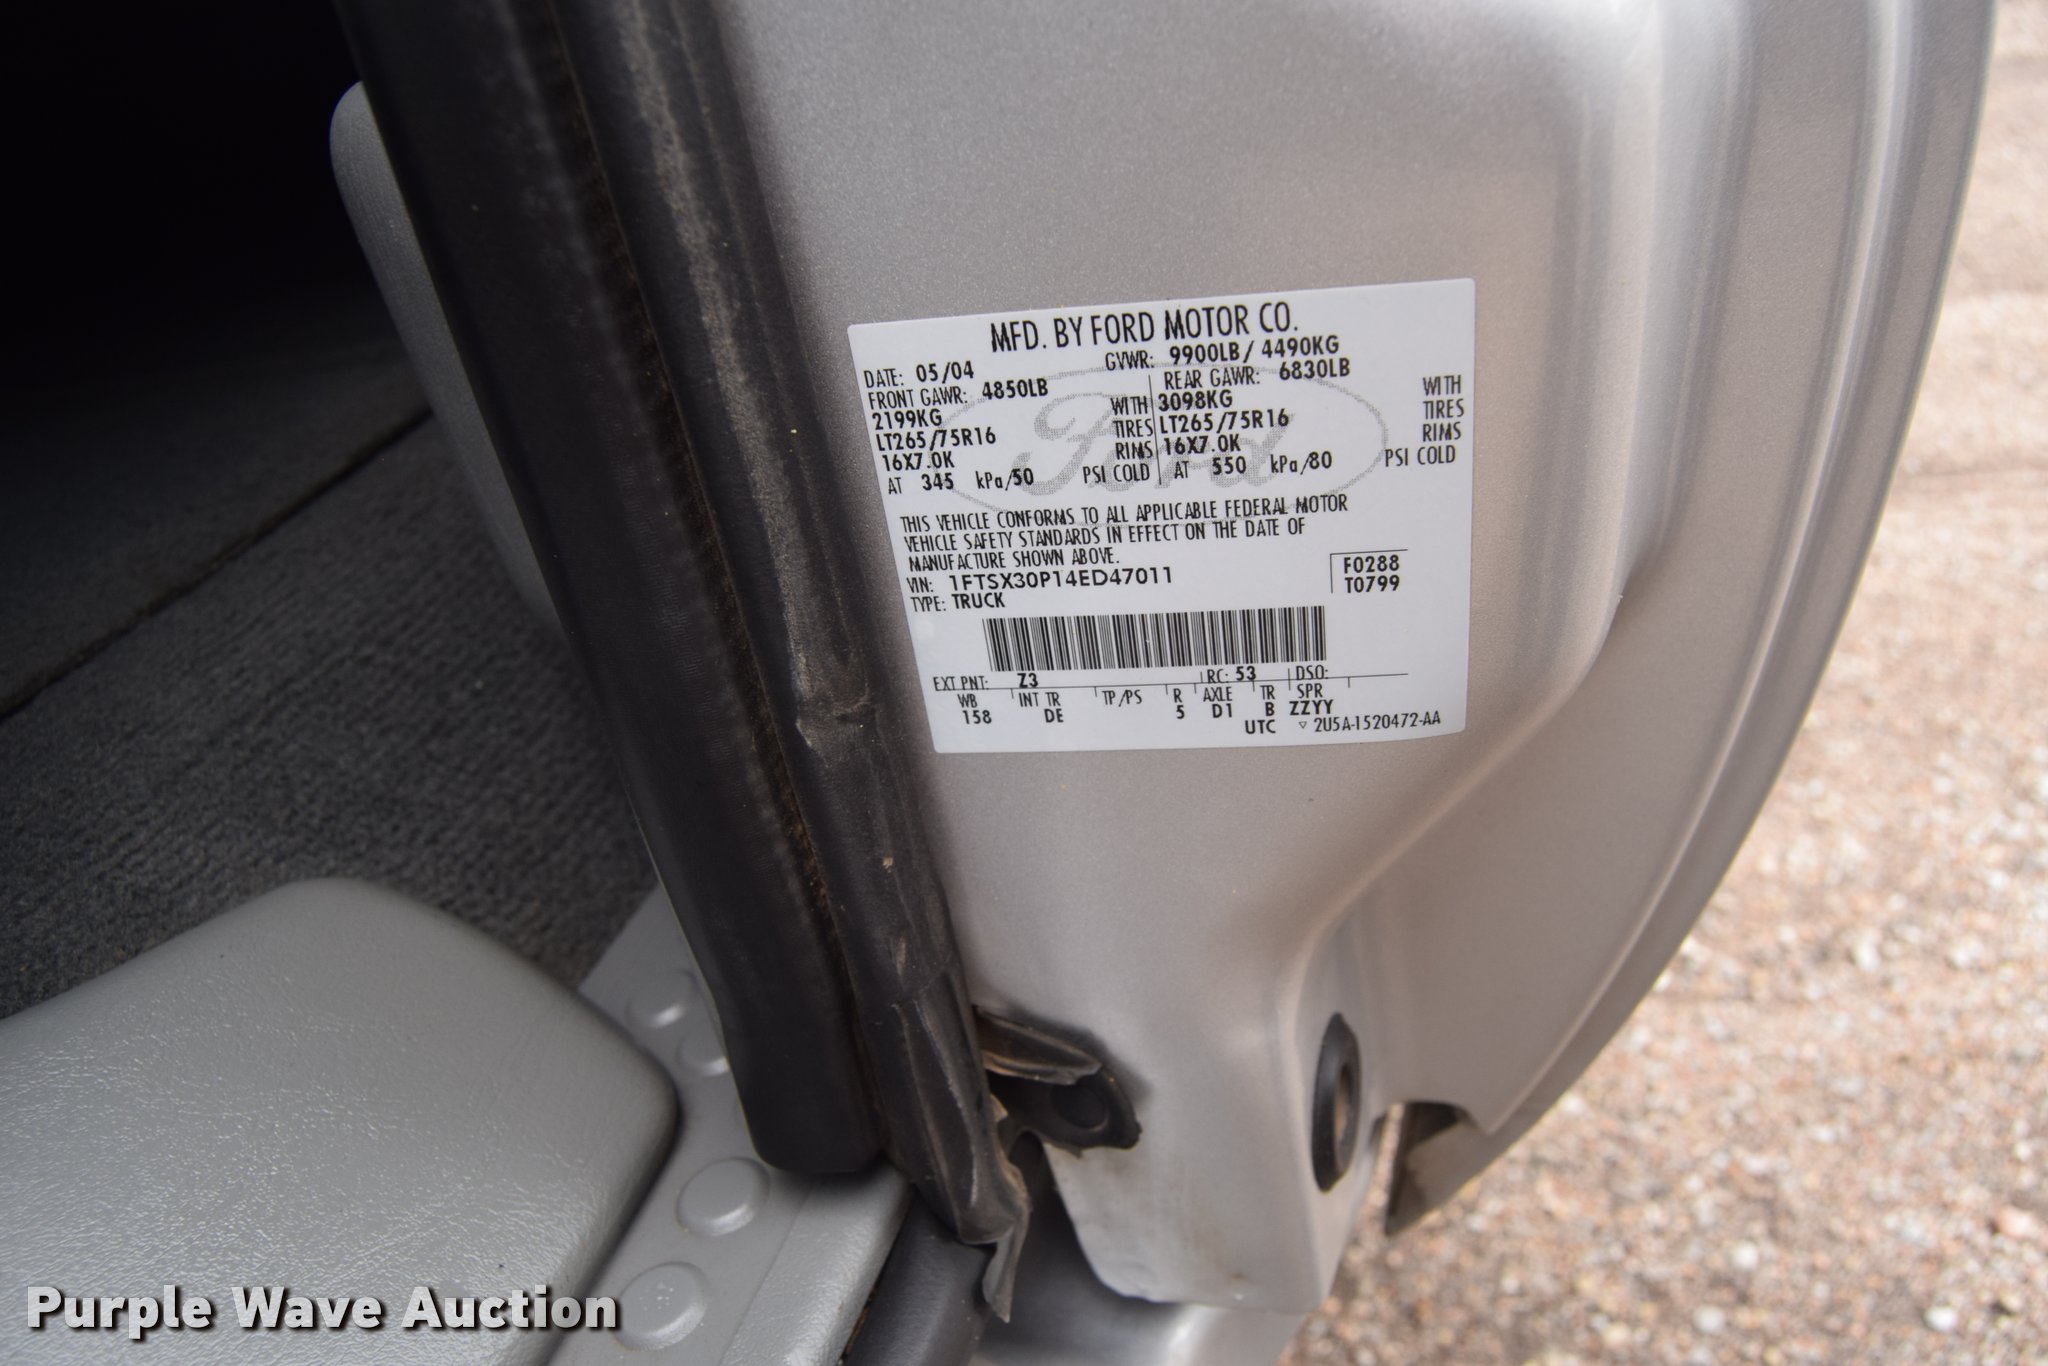 MFD. BY FORD MOTOR CO.
DATE: 05/04 GVWR: 9900LB/ 4490KG
FRONT GAWR: 4850LB REAR GAWR: 6830LB
2199KG WITH 3098KG WITH
LT265/75R16 TIRES LT265/75R16 TIRES
16X7.0K RIMS 16X7.0K RIMS
AT 345 kPa/50 PSI COLD AT 550 kPa/80 PSI COLD
Ford
THIS VEHICLE CONFORMS TO ALL APPLICABLE FEDERAL MOTOR
VEHICLE SAFETY STANDARDS IN EFFECT ON THE DATE OF
MANUFACTURE SHOWN ABOVE.
VIN: 1FTSX30P14ED47011
TYPE: TRUCK
F0288
T0799
EXT PNT: Z3 RC: 53 DSO:
WB INT TR TP/PS R AXLE TR SPR
158 DE 5 D1 B ZZYY
UTC ▽ 2U5A-1520472-AA
Purple Wave Auction